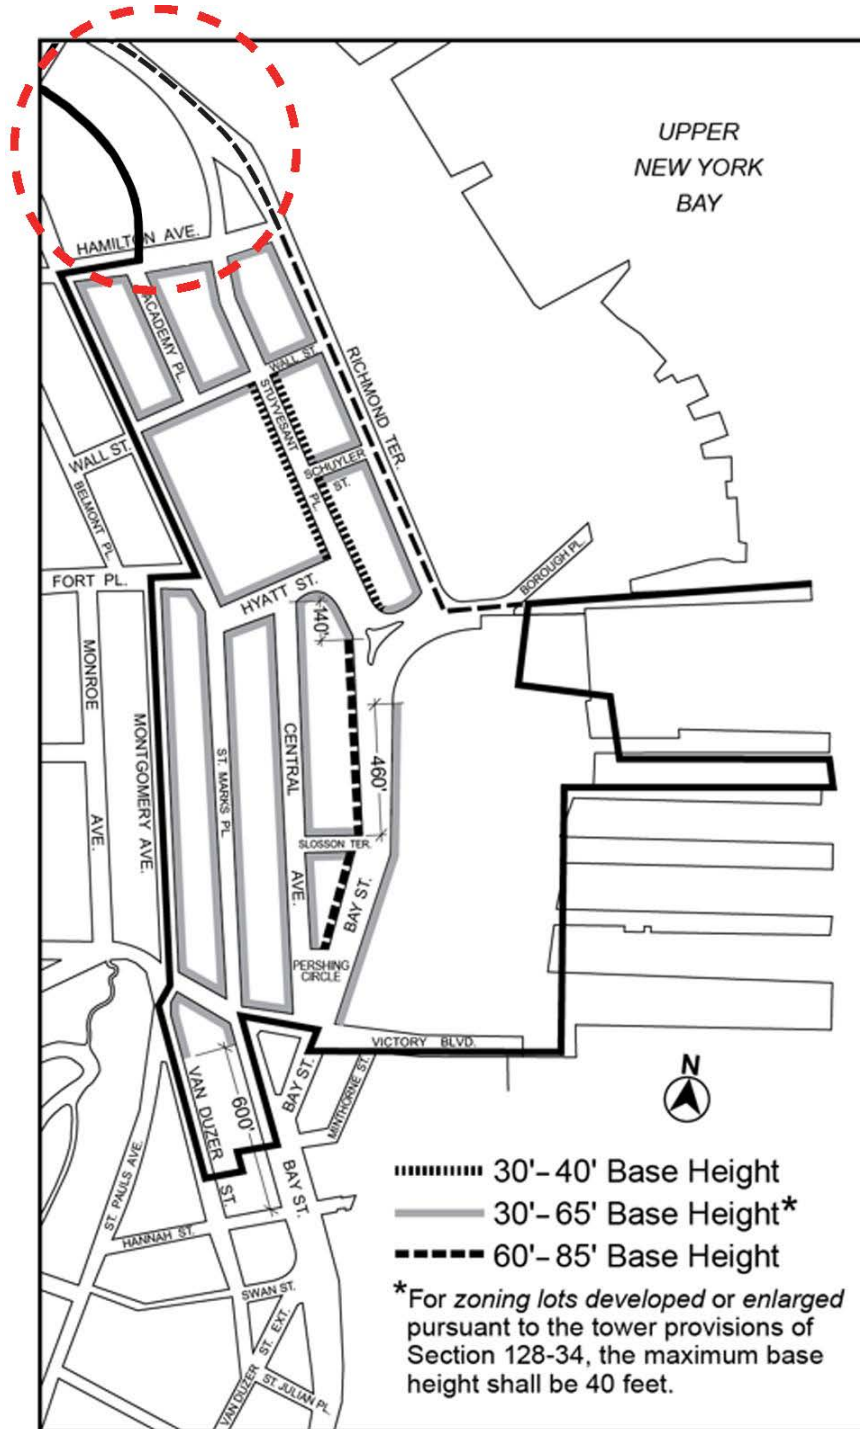 UPPER
NEW YORK
BAY
HAMILTON AVE.
ACADEMY PL.
WALL ST.
STUYVESANT
PL.
RICHMOND TER.
SCHUYLER
ST.
WALL ST.
BELMONT PL.
FORT PL.
HYATT ST.
BOROUGH PL.
140'
MONROE
AVE.
MONTGOMERY AVE.
ST. MARKS PL
CENTRAL
AVE.
460'
SLOSSON TER.
BAY ST.
PERSHING
CIRCLE
VICTORY BLVD.
BAY ST.
MINTHORNE ST.
VAN DUZER
ST.
600'
BAY ST.
ST. PAULS AVE.
HANNAH ST.
SWAN ST.
VAN DUZER ST. EXT.
ST. JULIAN PL.
N
30'–40' Base Height
30'–65' Base Height*
60'–85' Base Height
*For zoning lots developed or enlarged
pursuant to the tower provisions of
Section 128-34, the maximum base
height shall be 40 feet.